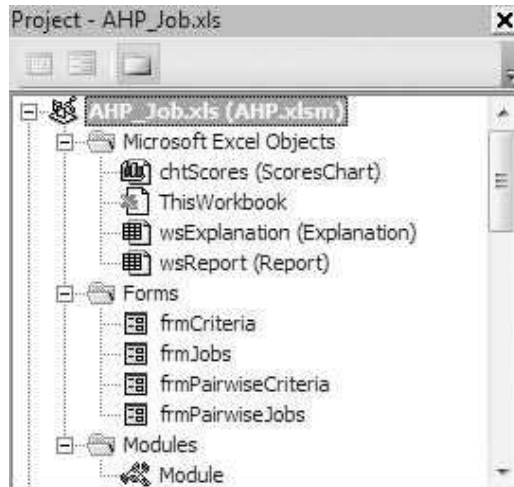 Project - AHP_Job.xls
AHP_Job.xls (AHP.xlsm)
Microsoft Excel Objects
chtScores (ScoresChart)
ThisWorkbook
wsExplanation (Explanation)
wsReport (Report)
Forms
frmCriteria
frmJobs
frmPairwiseCriteria
frmPairwiseJobs
Modules
Module